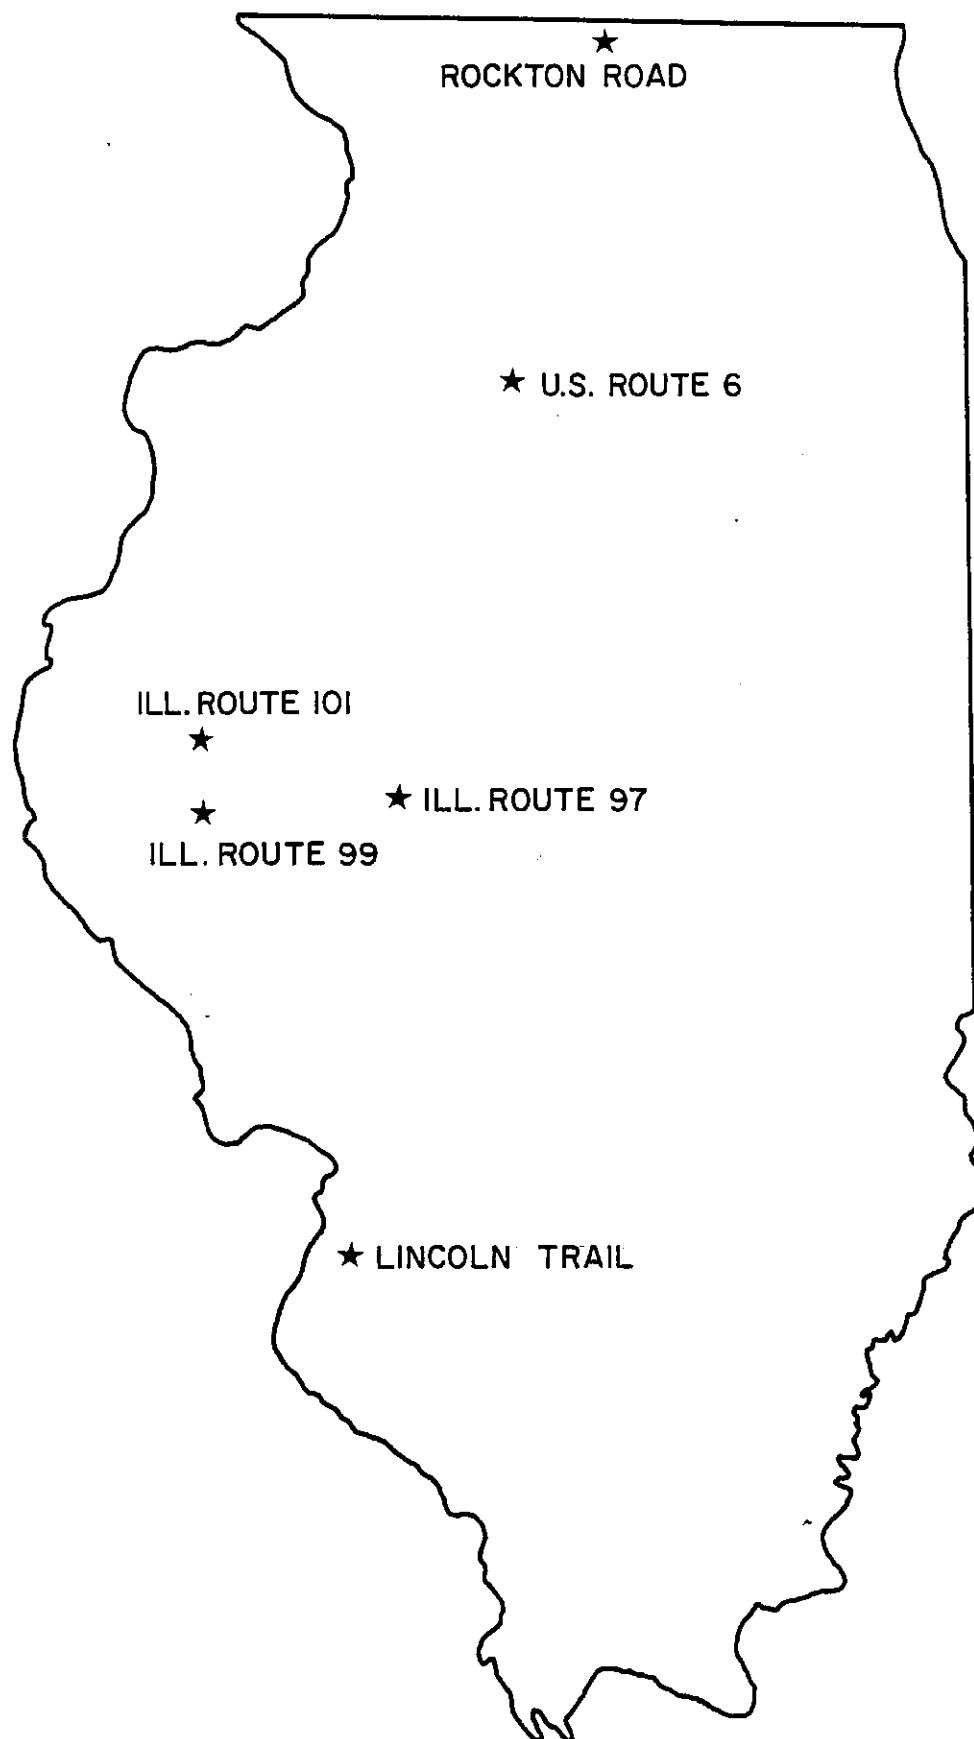 ROCKTON ROAD
U.S. ROUTE 6
ILL. ROUTE 101
ILL. ROUTE 97
ILL. ROUTE 99
LINCOLN TRAIL